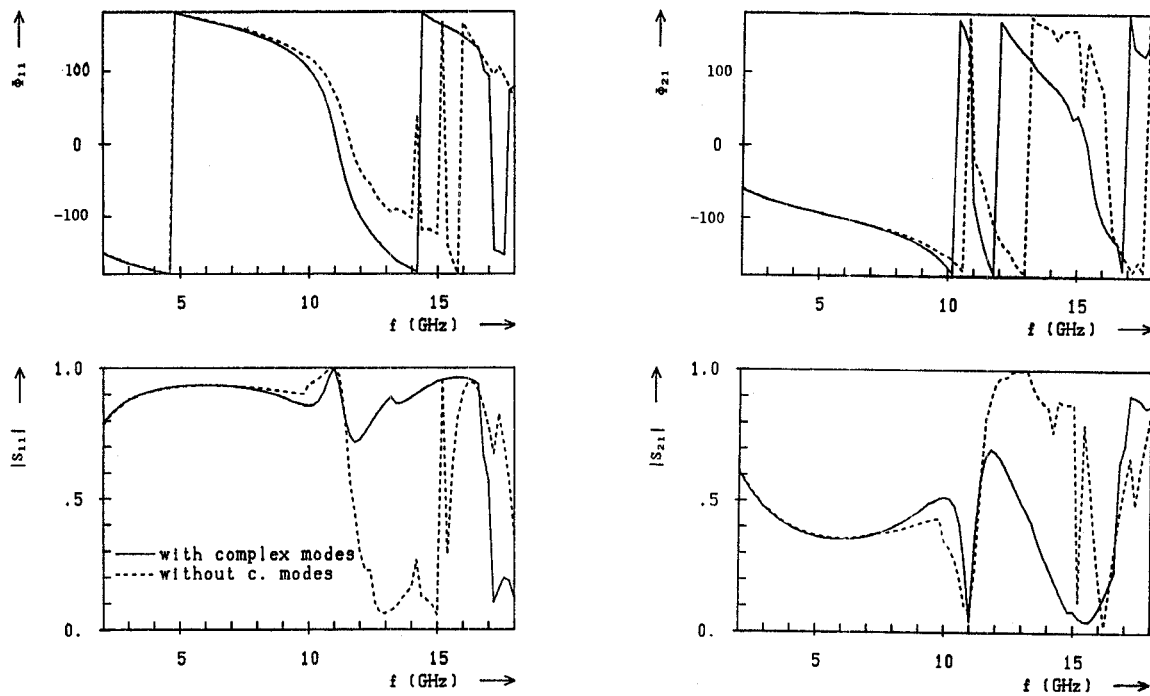 Φ₁₁
100
0
-100
5
10
15
f (GHz)
Φ₂₁
100
0
-100
5
10
15
f (GHz)
|S₁₁|
1.0
.5
0.
with complex modes
without c. modes
5
10
15
f (GHz)
|S₂₁|
1.0
.5
0.
5
10
15
f (GHz)